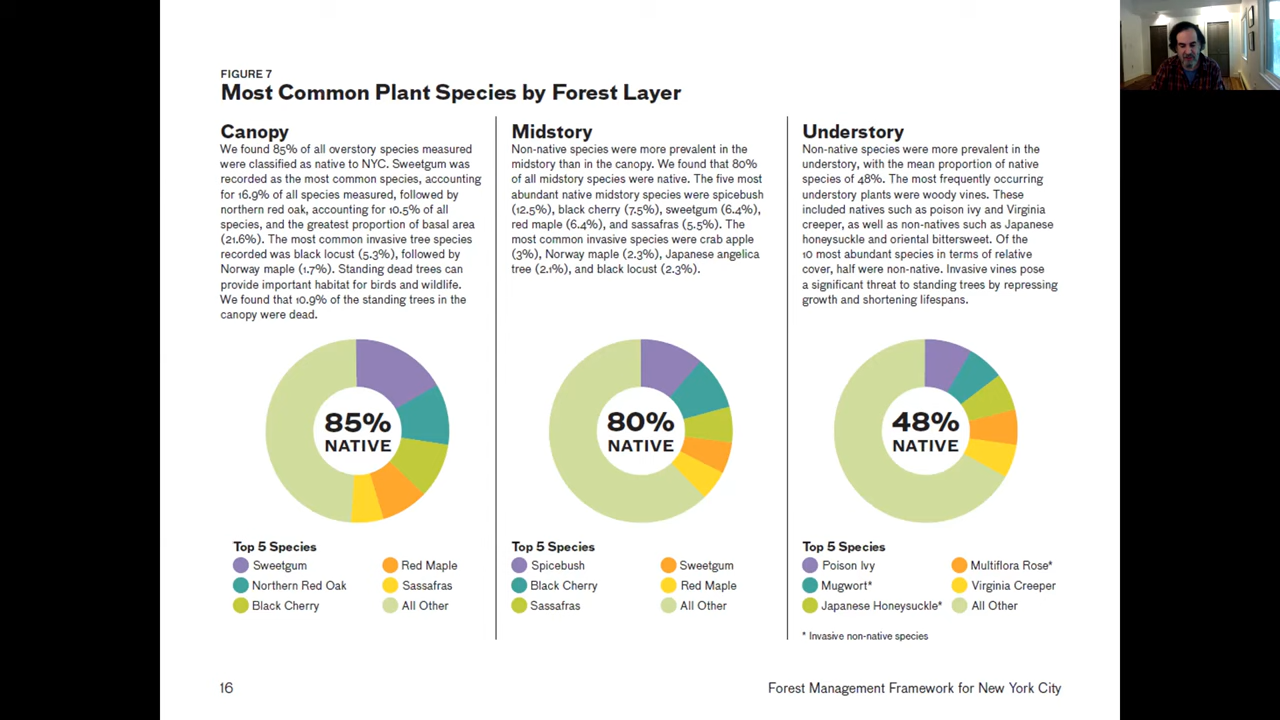 FIGURE 7
Most Common Plant Species by Forest Layer
Canopy
We found 85% of all overstory species measured
were classified as native to NYC. Sweetgum was
recorded as the most common species, accounting
for 16.9% of all species measured, followed by
northern red oak, accounting for 10.5% of all
species, and the greatest proportion of basal area
(21.6%). The most common invasive tree species
recorded was black locust (5.3%), followed by
Norway maple (1.7%). Standing dead trees can
provide important habitat for birds and wildlife.
We found that 10.9% of the standing trees in the
canopy were dead.
85%
NATIVE
Top 5 Species
Sweetgum
Northern Red Oak
Black Cherry
Red Maple
Sassafras
All Other
Midstory
Non-native species were more prevalent in the
midstory than in the canopy. We found that 80%
of all midstory species were native. The five most
abundant native midstory species were spicebush
(12.5%), black cherry (7.5%), sweetgum (6.4%),
red maple (6.4%), and sassafras (5.5%). The
most common invasive species were crab apple
(3%), Norway maple (2.3%), Japanese angelica
tree (2.1%), and black locust (2.3%).
80%
NATIVE
Top 5 Species
Spicebush
Black Cherry
Sassafras
Sweetgum
Red Maple
All Other
Understory
Non-native species were more prevalent in the
understory, with the mean proportion of native
species of 48%. The most frequently occurring
understory plants were woody vines. These
included natives such as poison ivy and Virginia
creeper, as well as non-natives such as Japanese
honeysuckle and oriental bittersweet. Of the
10 most abundant species in terms of relative
cover, half were non-native. Invasive vines pose
a significant threat to standing trees by repressing
growth and shortening lifespans.
48%
NATIVE
Top 5 Species
Poison Ivy
Mugwort*
Japanese Honeysuckle*
Multiflora Rose*
Virginia Creeper
All Other
* Invasive non-native species
16
Forest Management Framework for New York City